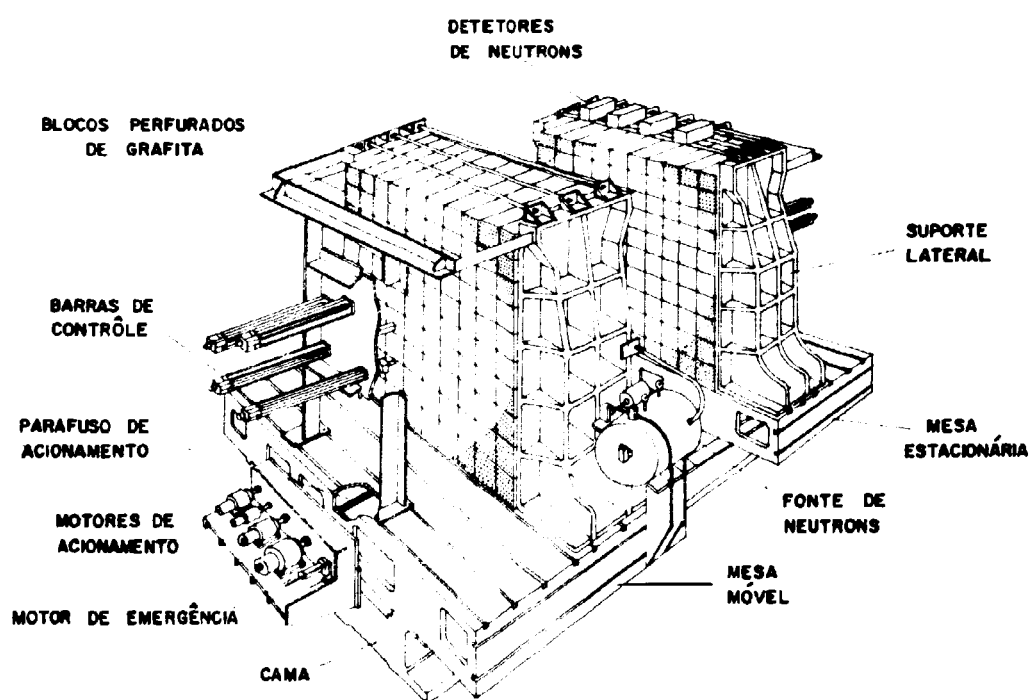 DETETORES
DE NEUTRONS
BLOCOS PERFURADOS
DE GRAFITA
SUPORTE
LATERAL
BARRAS DE
CONTRÔLE
PARAFUSO DE
ACIONAMENTO
MESA
ESTACIONÁRIA
FONTE DE
NEUTRONS
MOTORES DE
ACIONAMENTO
MESA
MÓVEL
MOTOR DE EMERGÊNCIA
CAMA